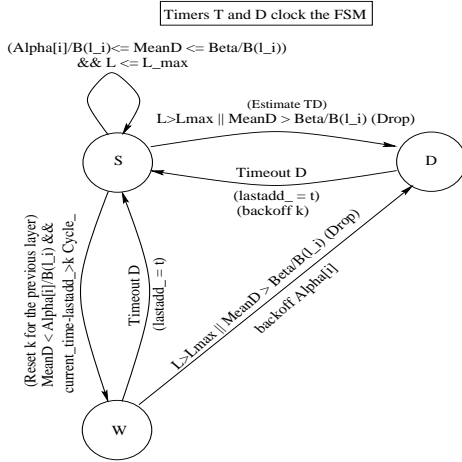 Timers T and D clock the FSM
(Alpha[i]/B(l_i)<= MeanD <= Beta/B(l_i))
&& L <= L_max
(Estimate TD)
L>Lmax || MeanD > Beta/B(l_i) (Drop)
S
D
Timeout D
(lastadd_ = t)
(backoff k)
(Reset k for the previous layer)
MeanD < Alpha[i]/B(l_i) &&
current_time-lastadd_>k Cycle_
Timeout D
(lastadd_ = t)
L>Lmax || MeanD > Beta/B(l_i) (Drop)
backoff Alpha[i]
W